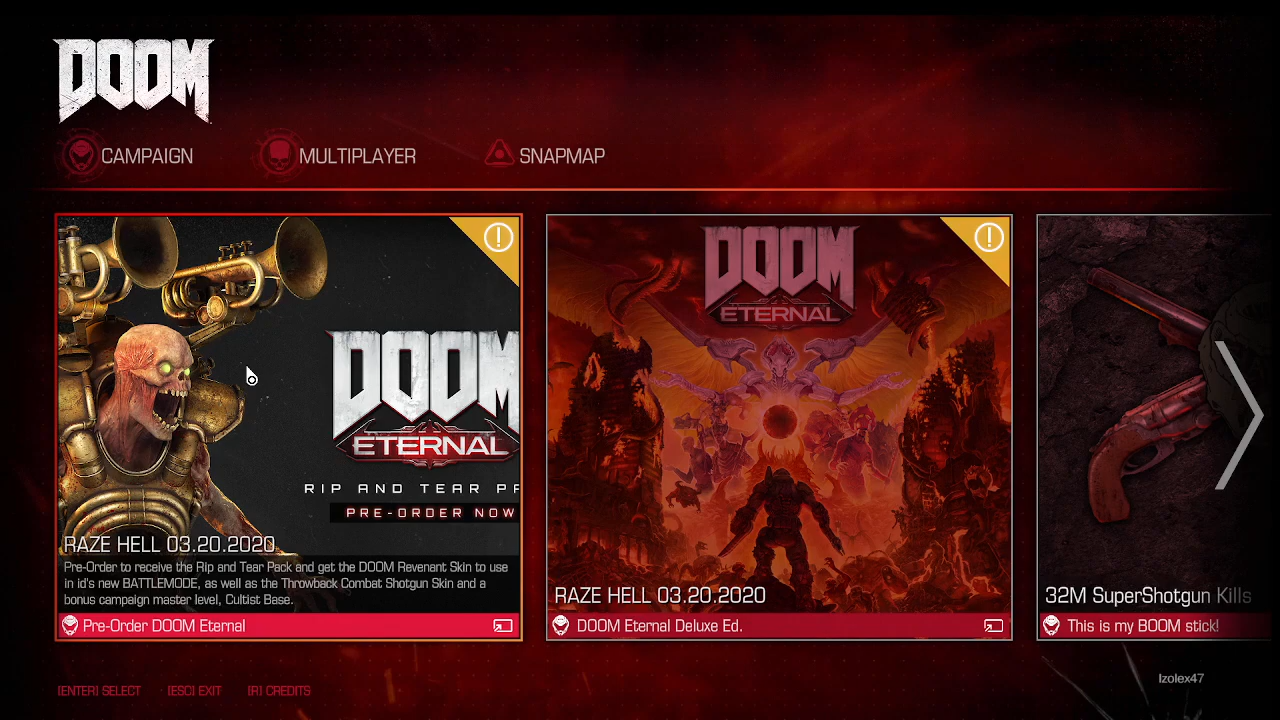 DOOM
CAMPAIGN
MULTIPLAYER
SNAPMAP
DOOM
ETERNAL
RIP AND TEAR PA
PRE-ORDER NOW
RAZE HELL 03.20.2020
Pre-Order to receive the Rip and Tear Pack and get the DOOM Revenant Skin to use
in id's new BATTLEMODE, as well as the Throwback Combat Shotgun Skin and a
bonus campaign master level, Cultist Base.
Pre-Order DOOM Eternal
DOOM
ETERNAL
RAZE HELL 03.20.2020
DOOM Eternal Deluxe Ed.
32M SuperShotgun Kills
This is my BOOM stick!
[ENTER] SELECT
[ESC] EXIT
[R] CREDITS
Izolex47